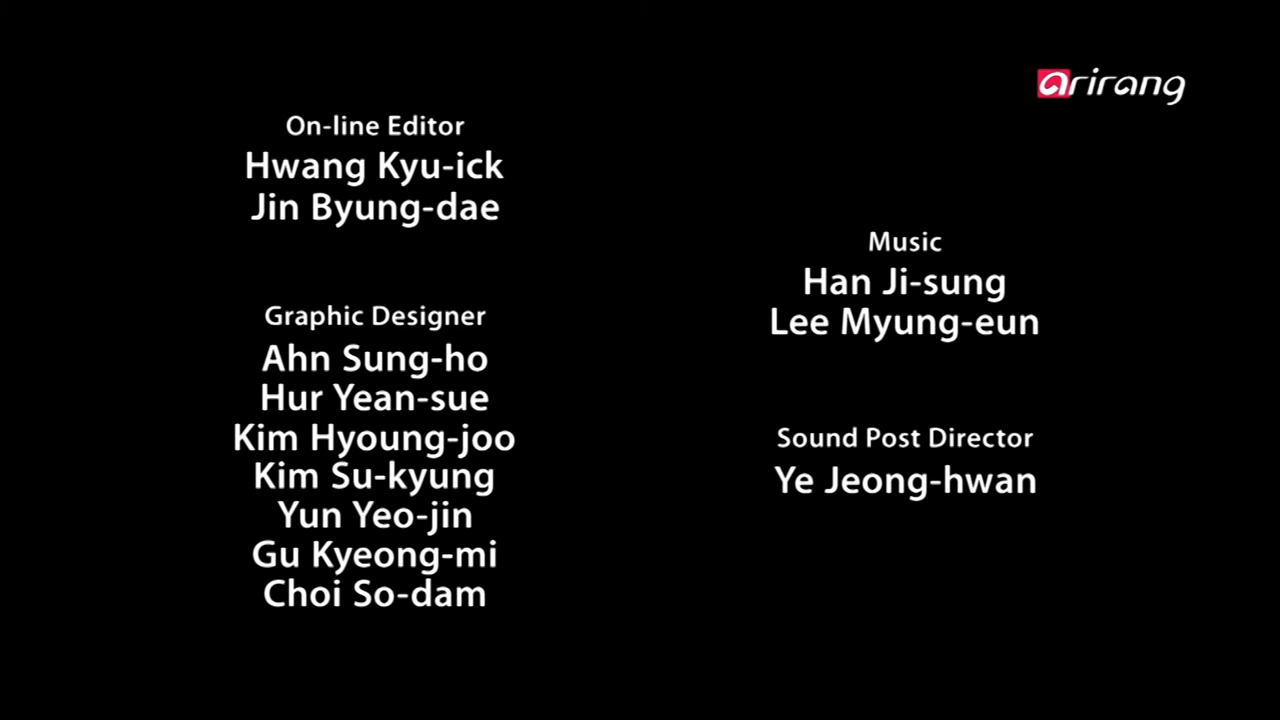 arirang
On-line Editor
Hwang Kyu-ick
Jin Byung-dae
Graphic Designer
Ahn Sung-ho
Hur Yean-sue
Kim Hyoung-joo
Kim Su-kyung
Yun Yeo-jin
Gu Kyeong-mi
Choi So-dam
Music
Han Ji-sung
Lee Myung-eun
Sound Post Director
Ye Jeong-hwan